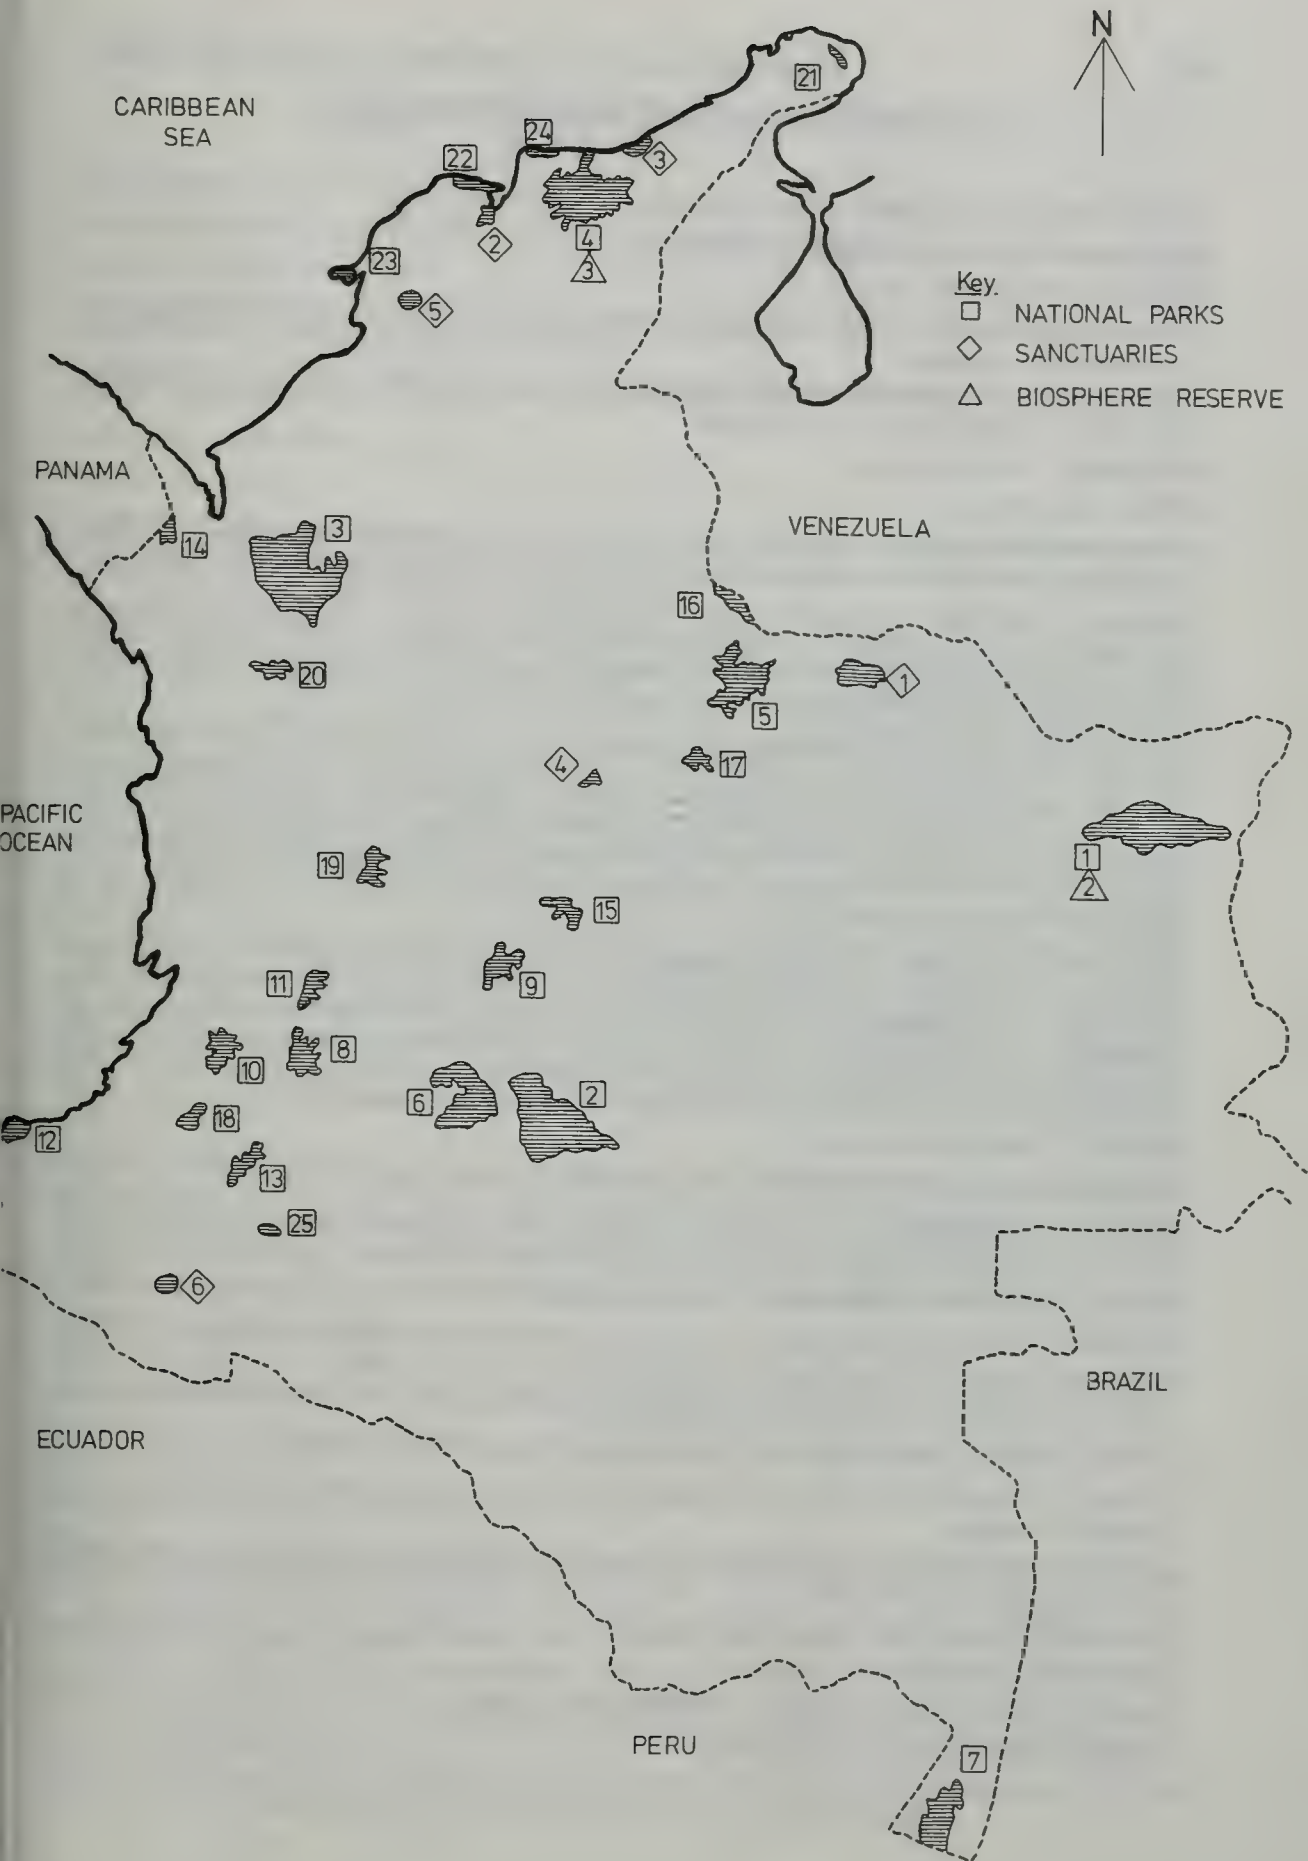 N
CARIBBEAN
SEA
21
24
22
3
2
4
3
23
5
Key
NATIONAL PARKS
SANCTUARIES
BIOSPHERE RESERVE
PANAMA
VENEZUELA
3
14
16
20
1
5
4
17
PACIFIC
OCEAN
19
1
2
15
11
9
8
10
6
2
18
12
13
25
6
BRAZIL
ECUADOR
PERU
7